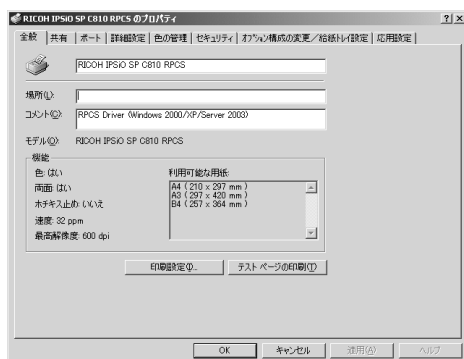 RICOH IPSiO SP C810 RPCS のプロパティ
全般 共有 ポート 詳細設定 色の管理 セキュリティ オプション構成の変更/給紙トレイ設定 応用設定
RICOH IPSiO SP C810 RPCS
場所(L):
コメント(C): RPCS Driver (Windows 2000/XP/Server 2003)
モデル(O): RICOH IPSiO SP C810 RPCS
機能
色: はい
両面: はい
ホチキス止め: いいえ
速度: 32 ppm
最高解像度: 600 dpi
利用可能な用紙:
A4 (210 x 297 mm )
A3 (297 x 420 mm )
B4 (257 x 364 mm )
印刷設定(I)... テスト ページの印刷(T)
OK キャンセル 適用(A) ヘルプ